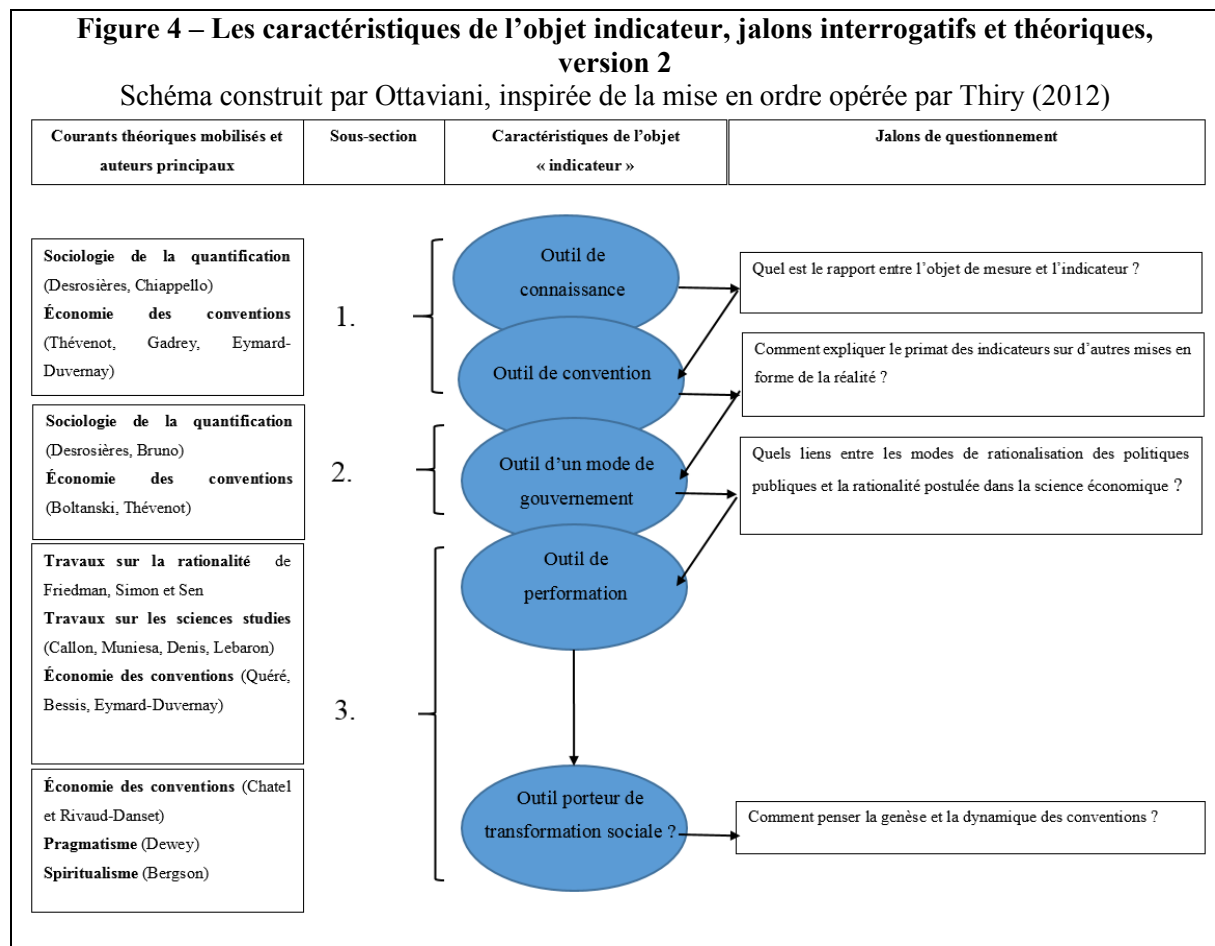 Figure 4 – Les caractéristiques de l’objet indicateur, jalons interrogatifs et théoriques,
version 2
Schéma construit par Ottaviani, inspirée de la mise en ordre opérée par Thiry (2012)
Courants théoriques mobilisés et
auteurs principaux
Sous-section
Caractéristiques de l’objet
« indicateur »
Jalons de questionnement
Sociologie de la quantification
(Desrosières, Chiappello)
Économie des conventions
(Thévenot, Gadrey, Eymard-
Duvernay)
1.
Outil de
connaissance
Quel est le rapport entre l’objet de mesure et l’indicateur ?
Outil de convention
Comment expliquer le primat des indicateurs sur d’autres mises en
forme de la réalité ?
Sociologie de la quantification
(Desrosières, Bruno)
Économie des conventions
(Boltanski, Thévenot)
2.
Outil d’un mode de
gouvernement
Quels liens entre les modes de rationalisation des politiques
publiques et la rationalité postulée dans la science économique ?
Travaux sur la rationalité de
Friedman, Simon et Sen
Travaux sur les sciences studies
(Callon, Muniesa, Denis, Lebaron)
Économie des conventions (Quéré,
Bessis, Eymard-Duvernay)
3.
Outil de
performation
Économie des conventions (Chatel
et Rivaud-Danset)
Pragmatisme (Dewey)
Spiritualisme (Bergson)
Outil porteur de
transformation sociale ?
Comment penser la genèse et la dynamique des conventions ?